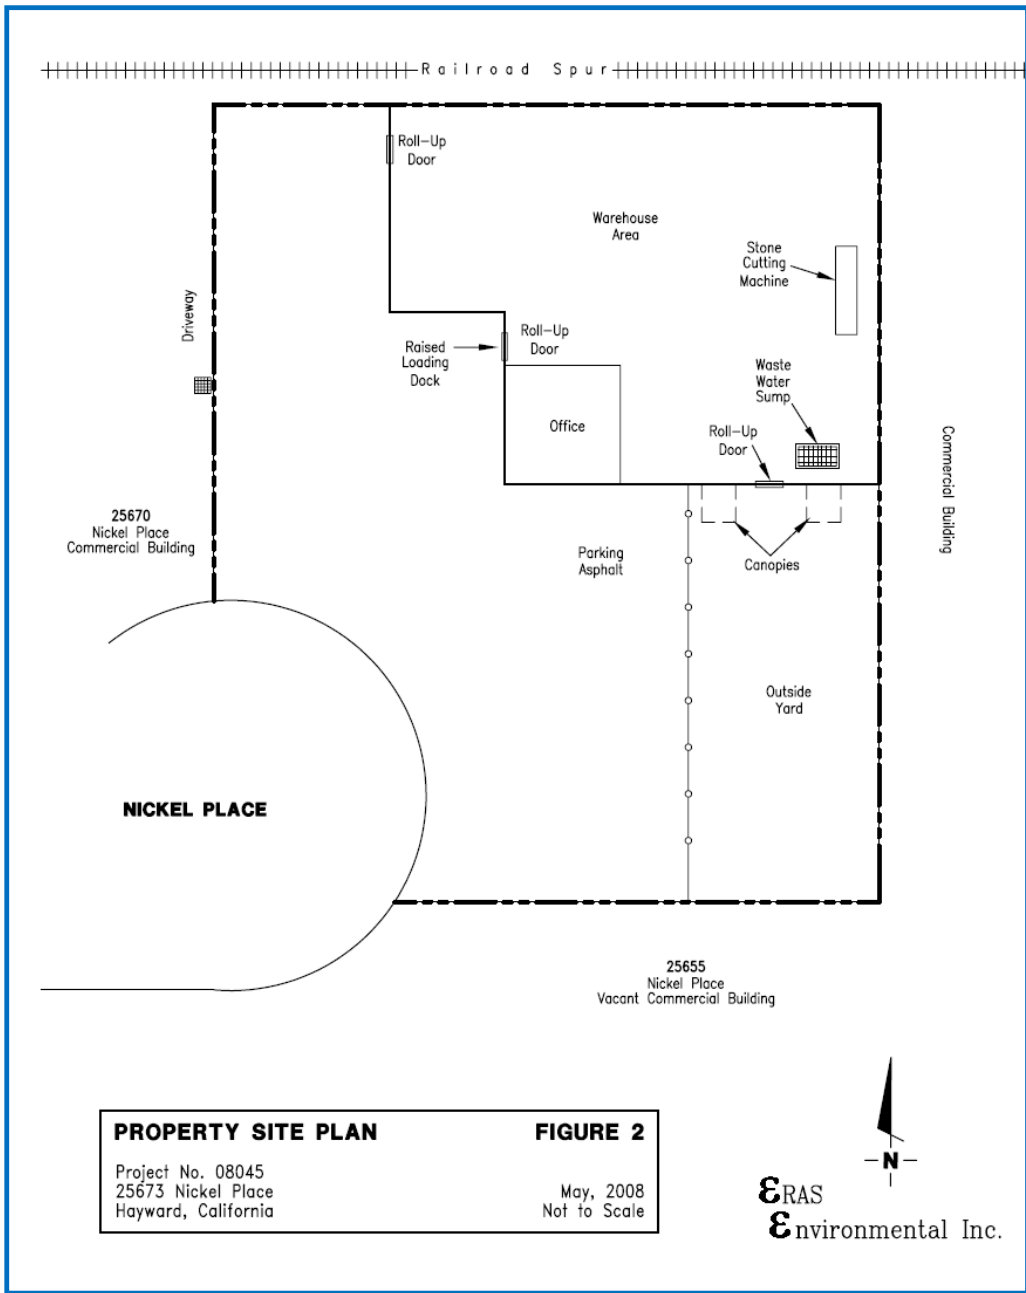 Railroad Spur
Roll-Up
Door
Warehouse
Area
Stone
Cutting
Machine
Driveway
Raised
Loading
Dock
Roll-Up
Door
Waste
Water
Sump
Office
Roll-Up
Door
Commercial Building
25670
Nickel Place
Commercial Building
Parking
Asphalt
Canopies
Outside
Yard
NICKEL PLACE
25655
Nickel Place
Vacant Commercial Building
PROPERTY SITE PLAN
FIGURE 2
Project No. 08045
25673 Nickel Place
Hayward, California
May, 2008
Not to Scale
N
εRAS
εnvironmental Inc.